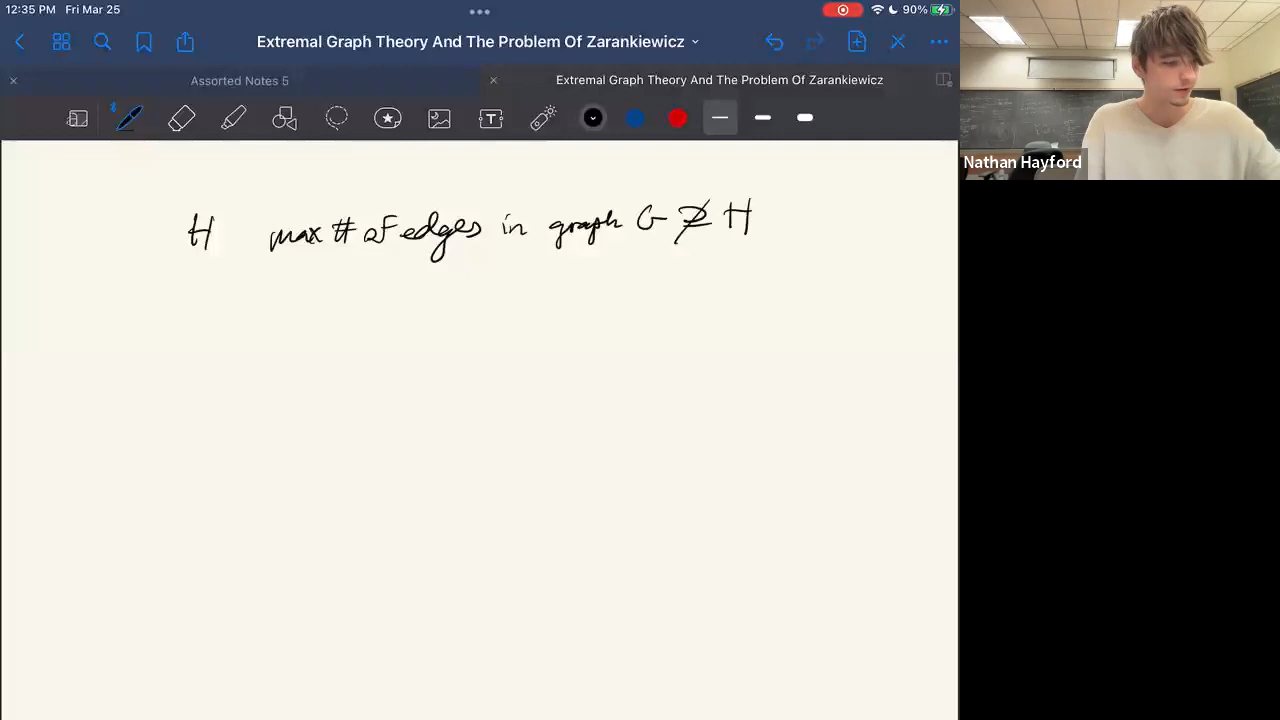 12:35 PM Fri Mar 25
90%
Extremal Graph Theory And The Problem Of Zarankiewicz
Assorted Notes 5
Extremal Graph Theory And The Problem Of Zarankiewicz
T
Nathan Hayford
H max # of edges in graph G ⊉ H